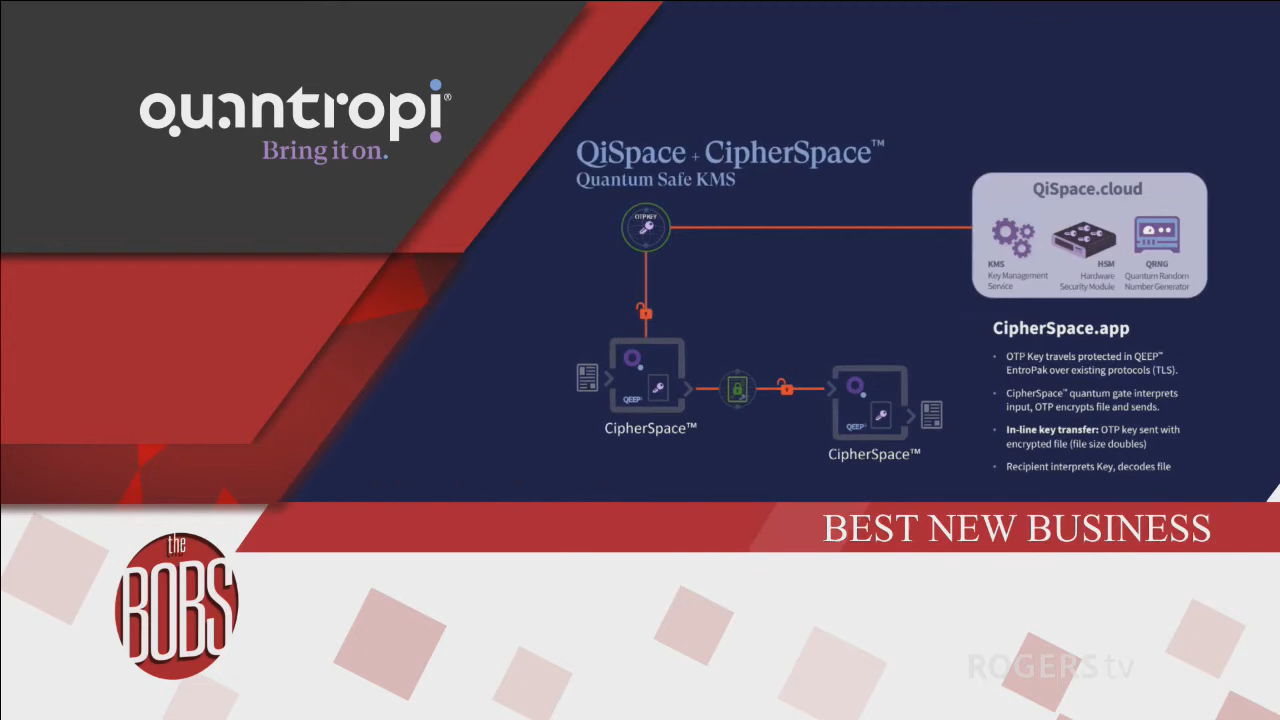 quantropi®
Bring it on.
QiSpace + CipherSpace™
Quantum Safe KMS
OTP KEY
QiSpace.cloud
KMS
Key Management
Service
HSM
Hardware
Security Module
QRNG
Quantum Random
Number Generator
QEEP
CipherSpace™
QEEP
CipherSpace™
CipherSpace.app
• OTP Key travels protected in QEEP™
EntroPak over existing protocols (TLS).
• CipherSpace™ quantum gate interprets
input, OTP encrypts file and sends.
• In-line key transfer: OTP key sent with
encrypted file (file size doubles)
• Recipient interprets Key, decodes file
BEST NEW BUSINESS
the
BOBS
ROGERS tv